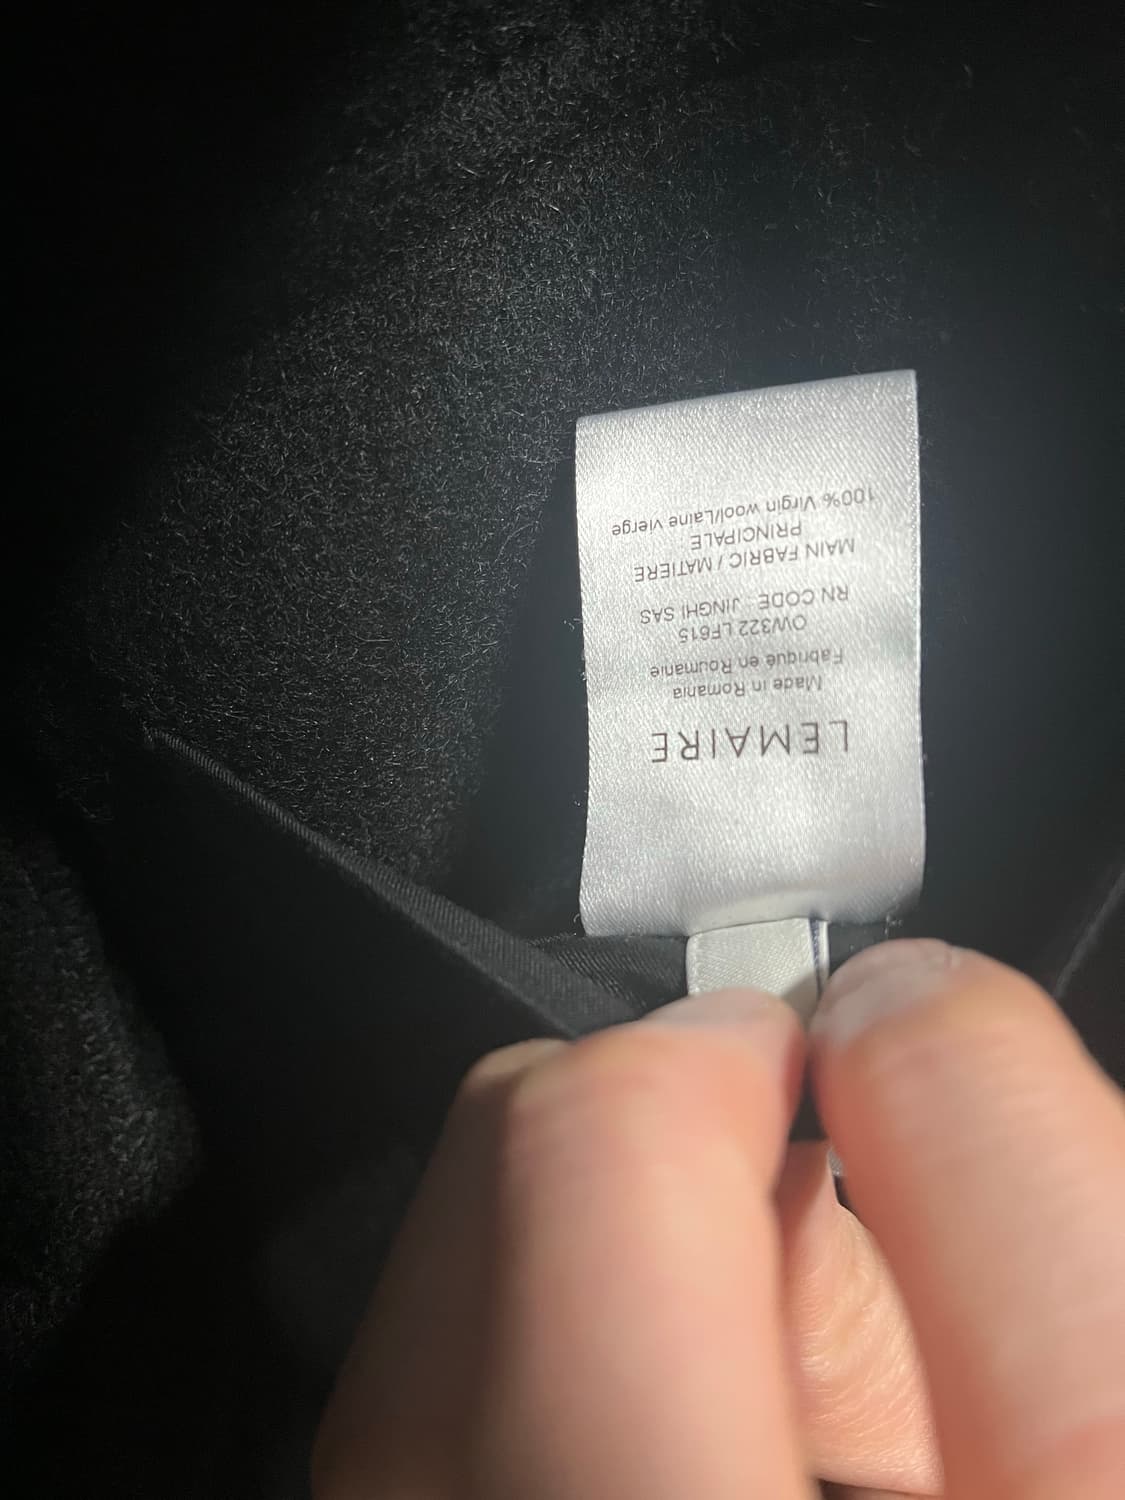 LEMAIRE
Made in Romania
Fabriqué en Roumanie
OW322 LF615
RN CODE - JINGHI SAS
MAIN FABRIC / MATIERE
PRINCIPALE
100% Virgin wool/Laine vierge